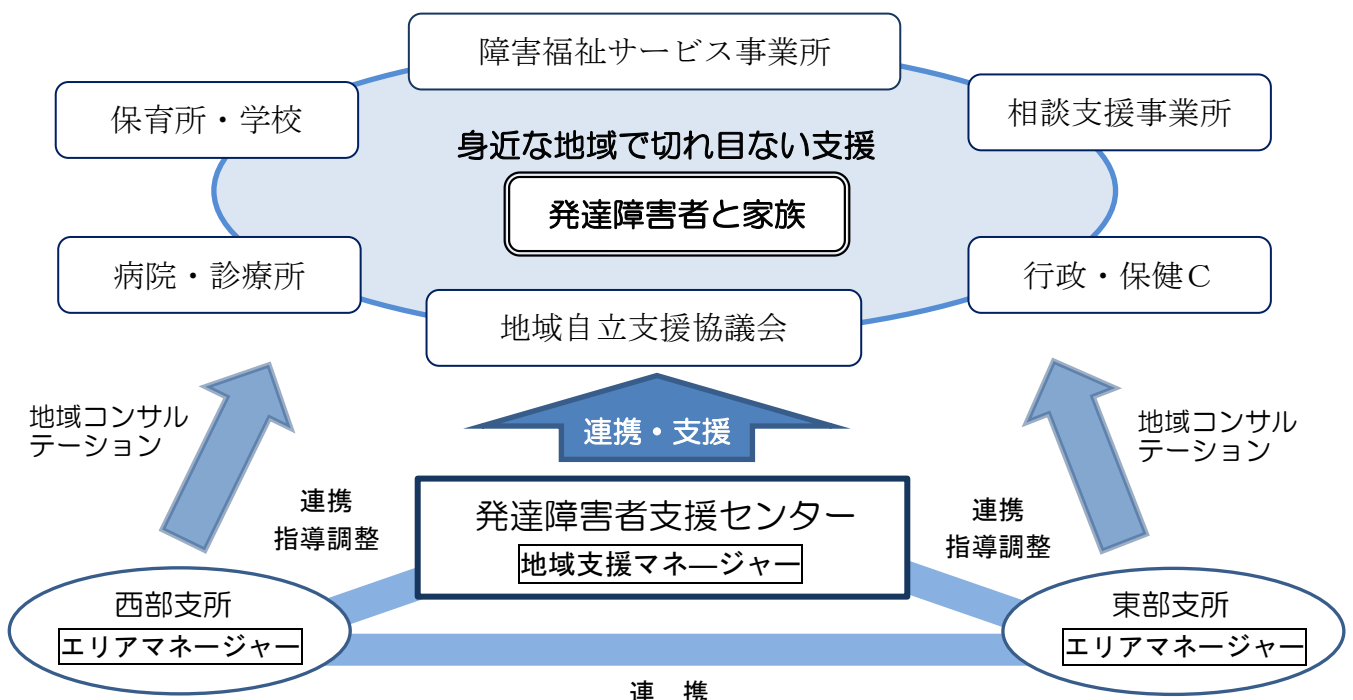 障害福祉サービス事業所
保育所・学校
相談支援事業所
身近な地域で切れ目ない支援
発達障害者と家族
病院・診療所
行政・保健C
地域自立支援協議会
地域コンサル
テーション
連携・支援
地域コンサル
テーション
連携
指導調整
発達障害者支援センター
地域支援マネ―ジャー
連携
指導調整
西部支所
エリアマネージャー
東部支所
エリアマネージャー
連　携